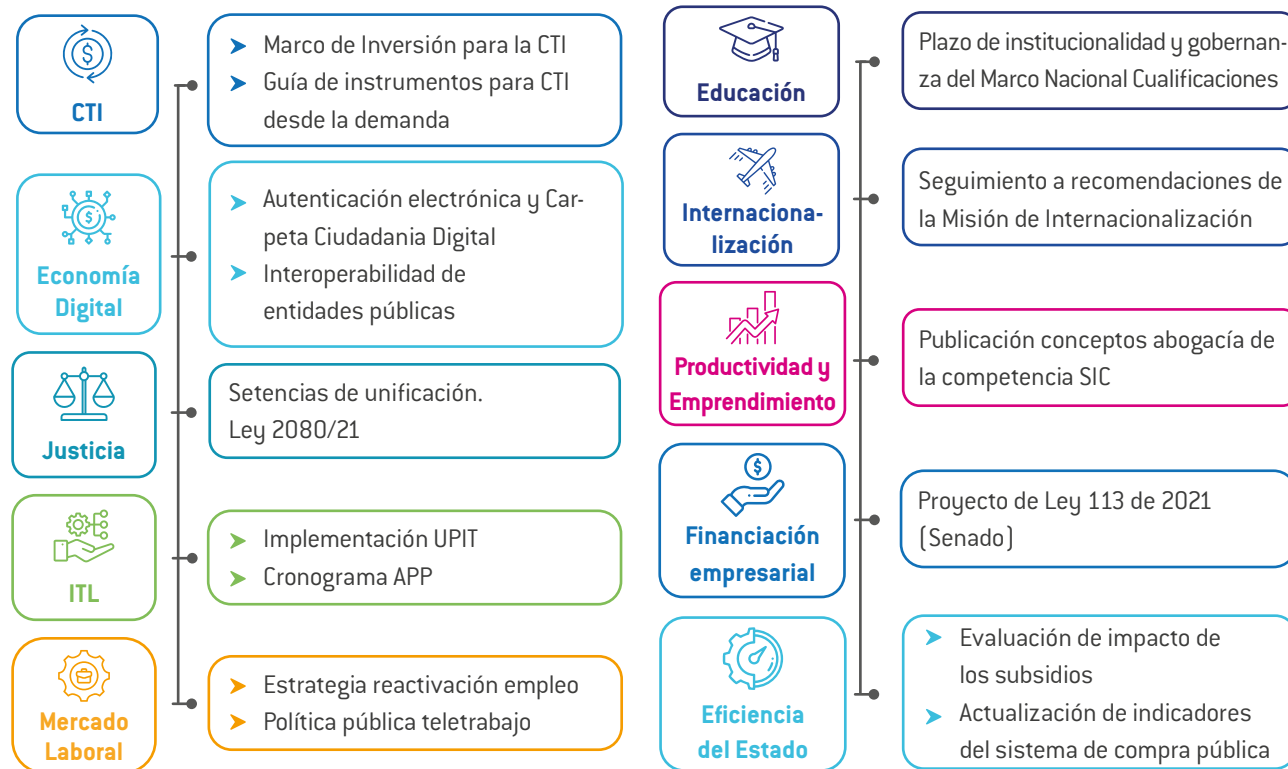 CTI
Marco de Inversión para la CTI
Guía de instrumentos para CTI
desde la demanda
Economía
Digital
Autenticación electrónica y Car-
peta Ciudadania Digital
Interoperabilidad de
entidades públicas
Justicia
Setencias de unificación.
Ley 2080/21
ITL
Implementación UPIT
Cronograma APP
Mercado
Laboral
Estrategia reactivación empleo
Política pública teletrabajo
Educación
Plazo de institucionalidad y gobernan-
za del Marco Nacional Cualificaciones
Internaciona-
lización
Seguimiento a recomendaciones de
la Misión de Internacionalización
Productividad y
Emprendimiento
Publicación conceptos abogacía de
la competencia SIC
Financiación
empresarial
Proyecto de Ley 113 de 2021
(Senado)
Eficiencia
del Estado
Evaluación de impacto de
los subsidios
Actualización de indicadores
del sistema de compra pública